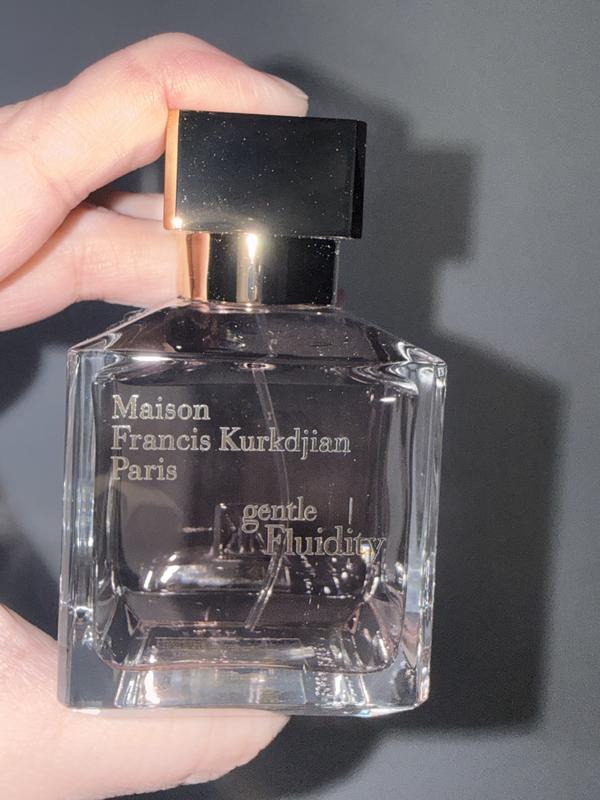 Maison
Francis Kurkdjian
Paris
gentle
Fluidity